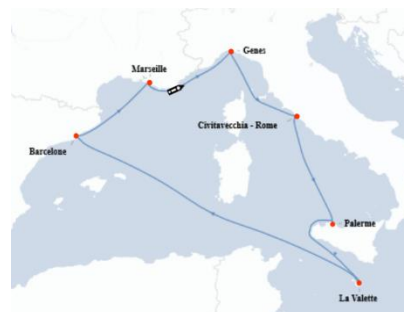 Genes
Marseille
Civitavecchia - Rome
Barcelone
Palerme
La Valette